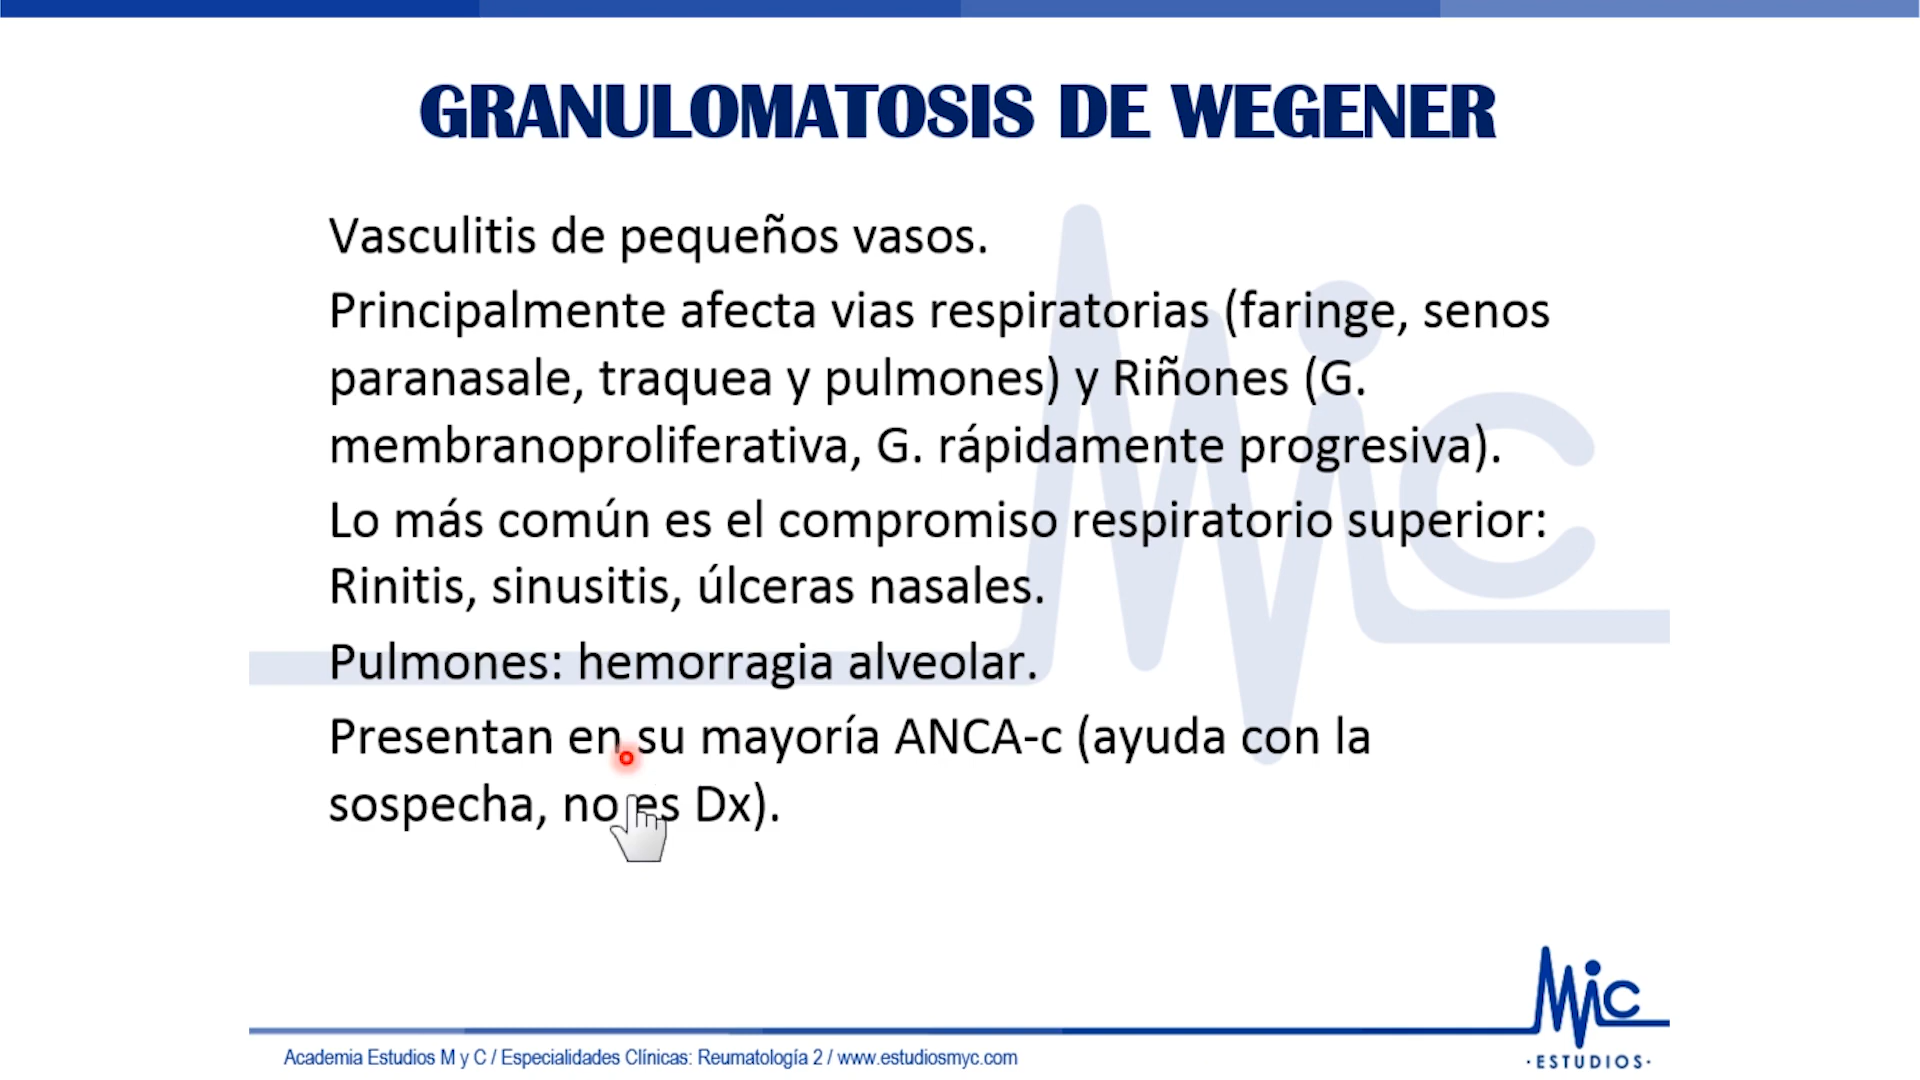 GRANULOMATOSIS DE WEGENER
Vasculitis de pequeños vasos.
Principalmente afecta vias respiratorias (faringe, senos
paranasale, traquea y pulmones) y Riñones (G.
membranoproliferativa, G. rápidamente progresiva).
Lo más común es el compromiso respiratorio superior:
Rinitis, sinusitis, úlceras nasales.
Pulmones: hemorragia alveolar.
Presentan en su mayoría ANCA-c (ayuda con la
sospecha, no es Dx).
MiC
MiC
·ESTUDIOS·
Academia Estudios M y C / Especialidades Clínicas: Reumatología 2 / www.estudiosmyc.com